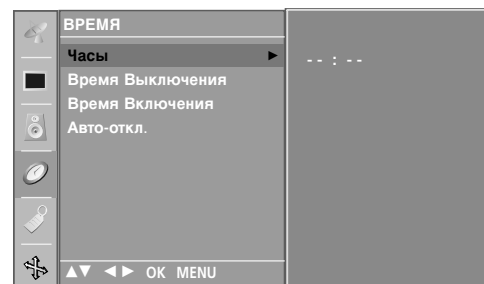 ВРЕМЯ
Часы ►
-- : --
Время Выключения
Время Включения
Авто-откл.
▲▼ ◄► OK MENU